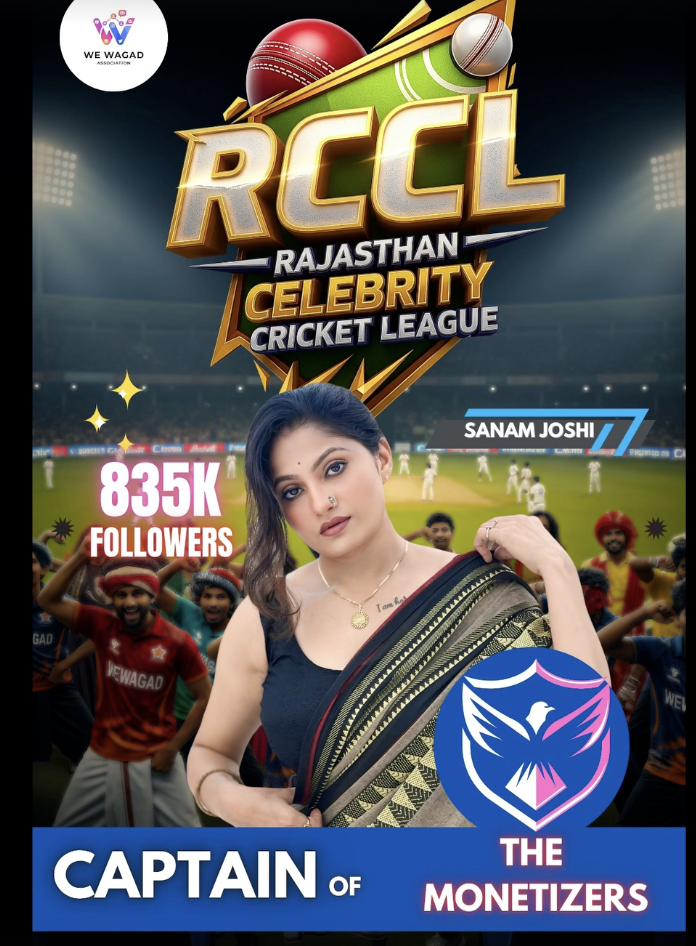 WE WAGAD
ASSOCIATION
RCCL
RAJASTHAN
CELEBRITY
CRICKET LEAGUE
SANAM JOSHI
835K
FOLLOWERS
WEWAGAD
CAPTAIN OF
THE
MONETIZERS